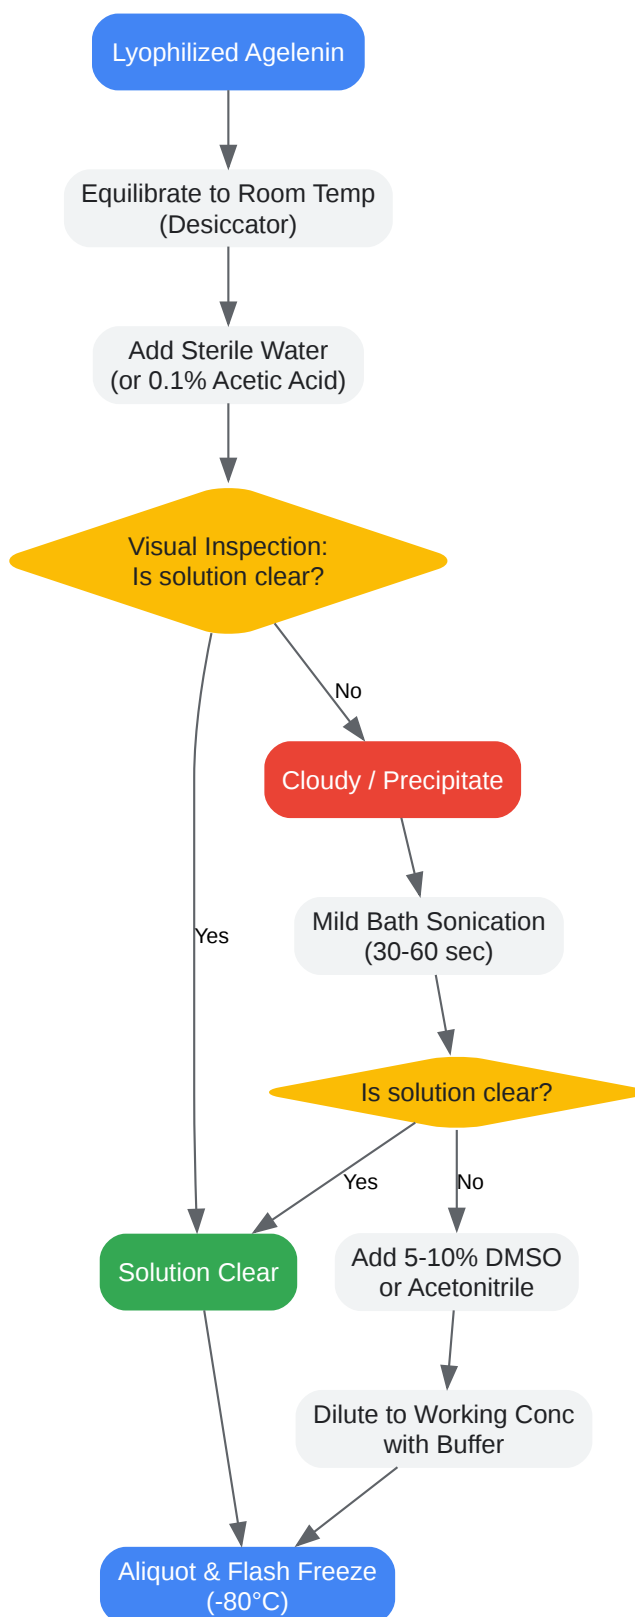 Lyophilized Agelenin
Equilibrate to Room Temp
(Desiccator)
Add Sterile Water
(or 0.1% Acetic Acid)
Visual Inspection:
Is solution clear?
No
Cloudy / Precipitate
Mild Bath Sonication
(30-60 sec)
Yes
Is solution clear?
Yes
No
Solution Clear
Add 5-10% DMSO
or Acetonitrile
Dilute to Working Conc
with Buffer
Aliquot & Flash Freeze
(-80°C)